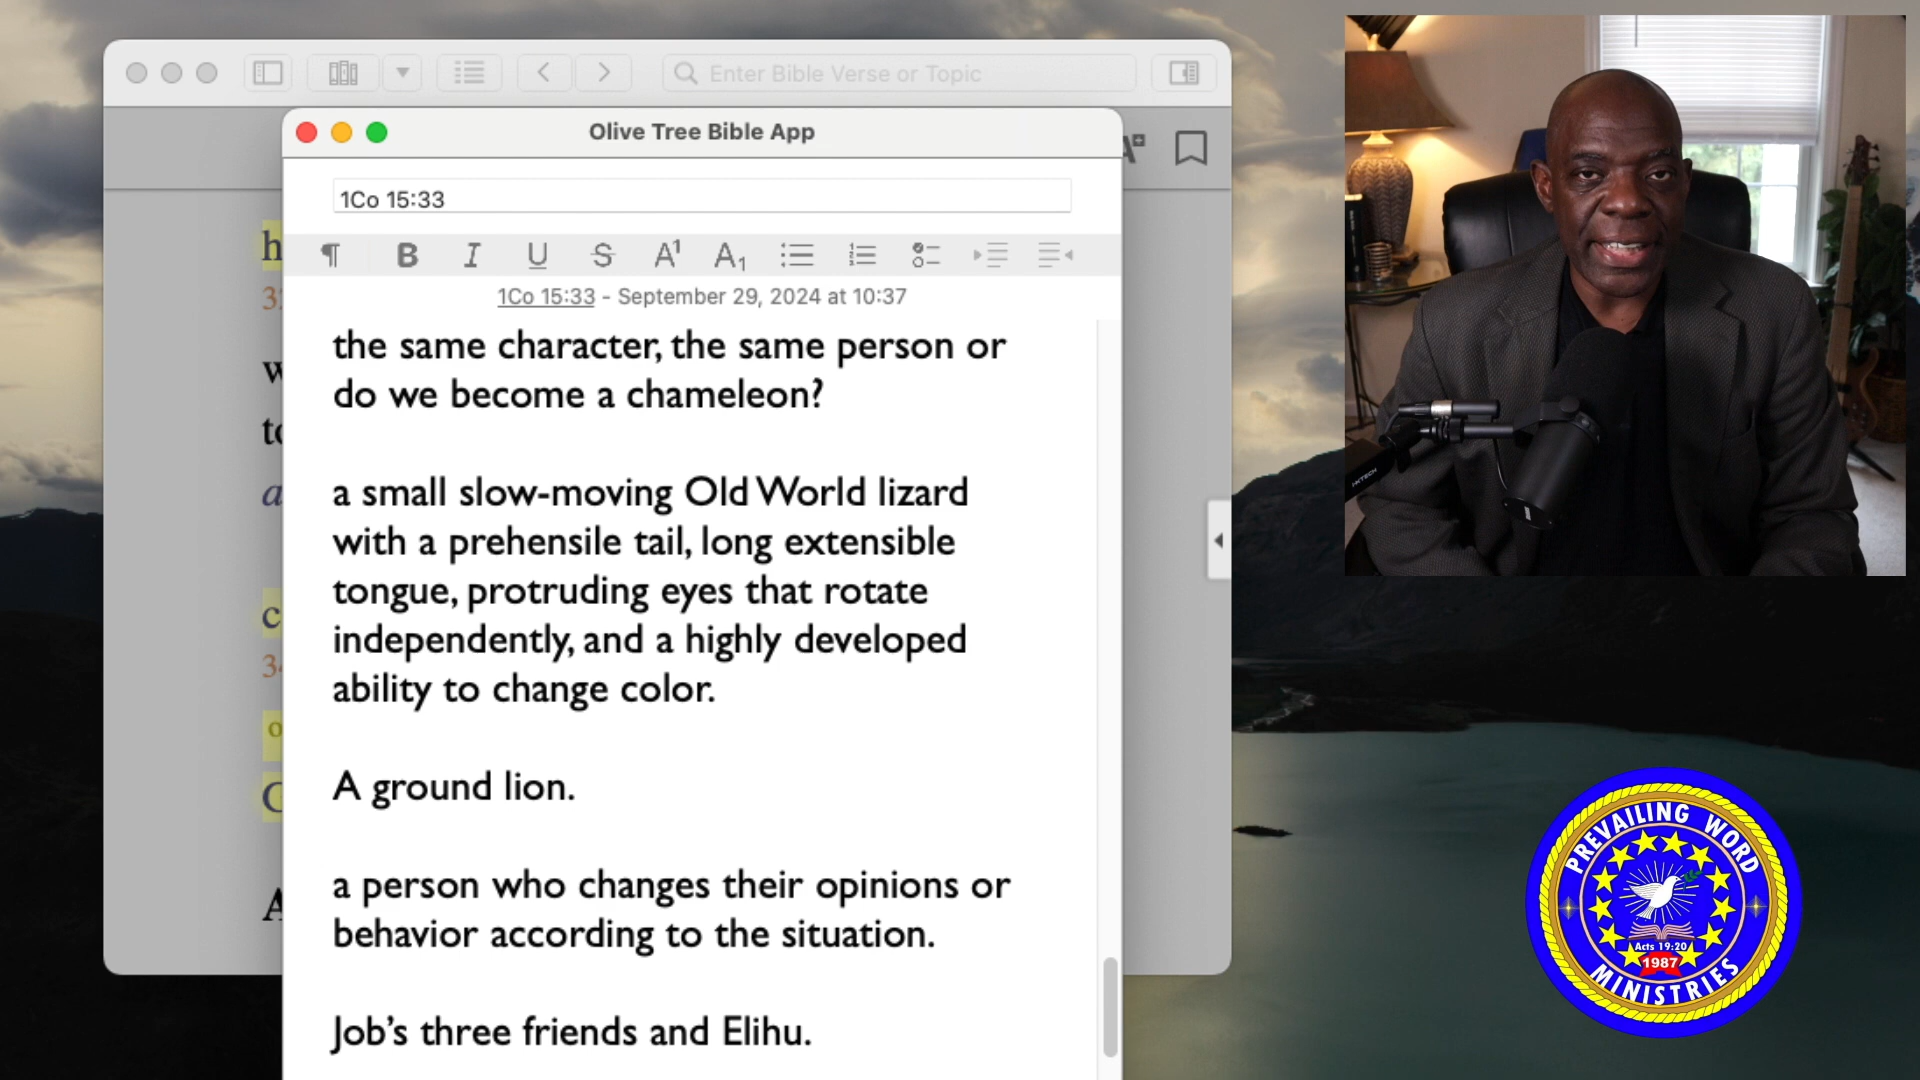 Enter Bible Verse or Topic
Olive Tree Bible App
1Co 15:33
1Co 15:33 - September 29, 2024 at 10:37
the same character, the same person or
do we become a chameleon?
a small slow-moving Old World lizard
with a prehensile tail, long extensible
tongue, protruding eyes that rotate
independently, and a highly developed
ability to change color.
A ground lion.
a person who changes their opinions or
behavior according to the situation.
Job's three friends and Elihu.
HKTECH
PREVAILING WORD
Acts 19:20
1987
MINISTRIES